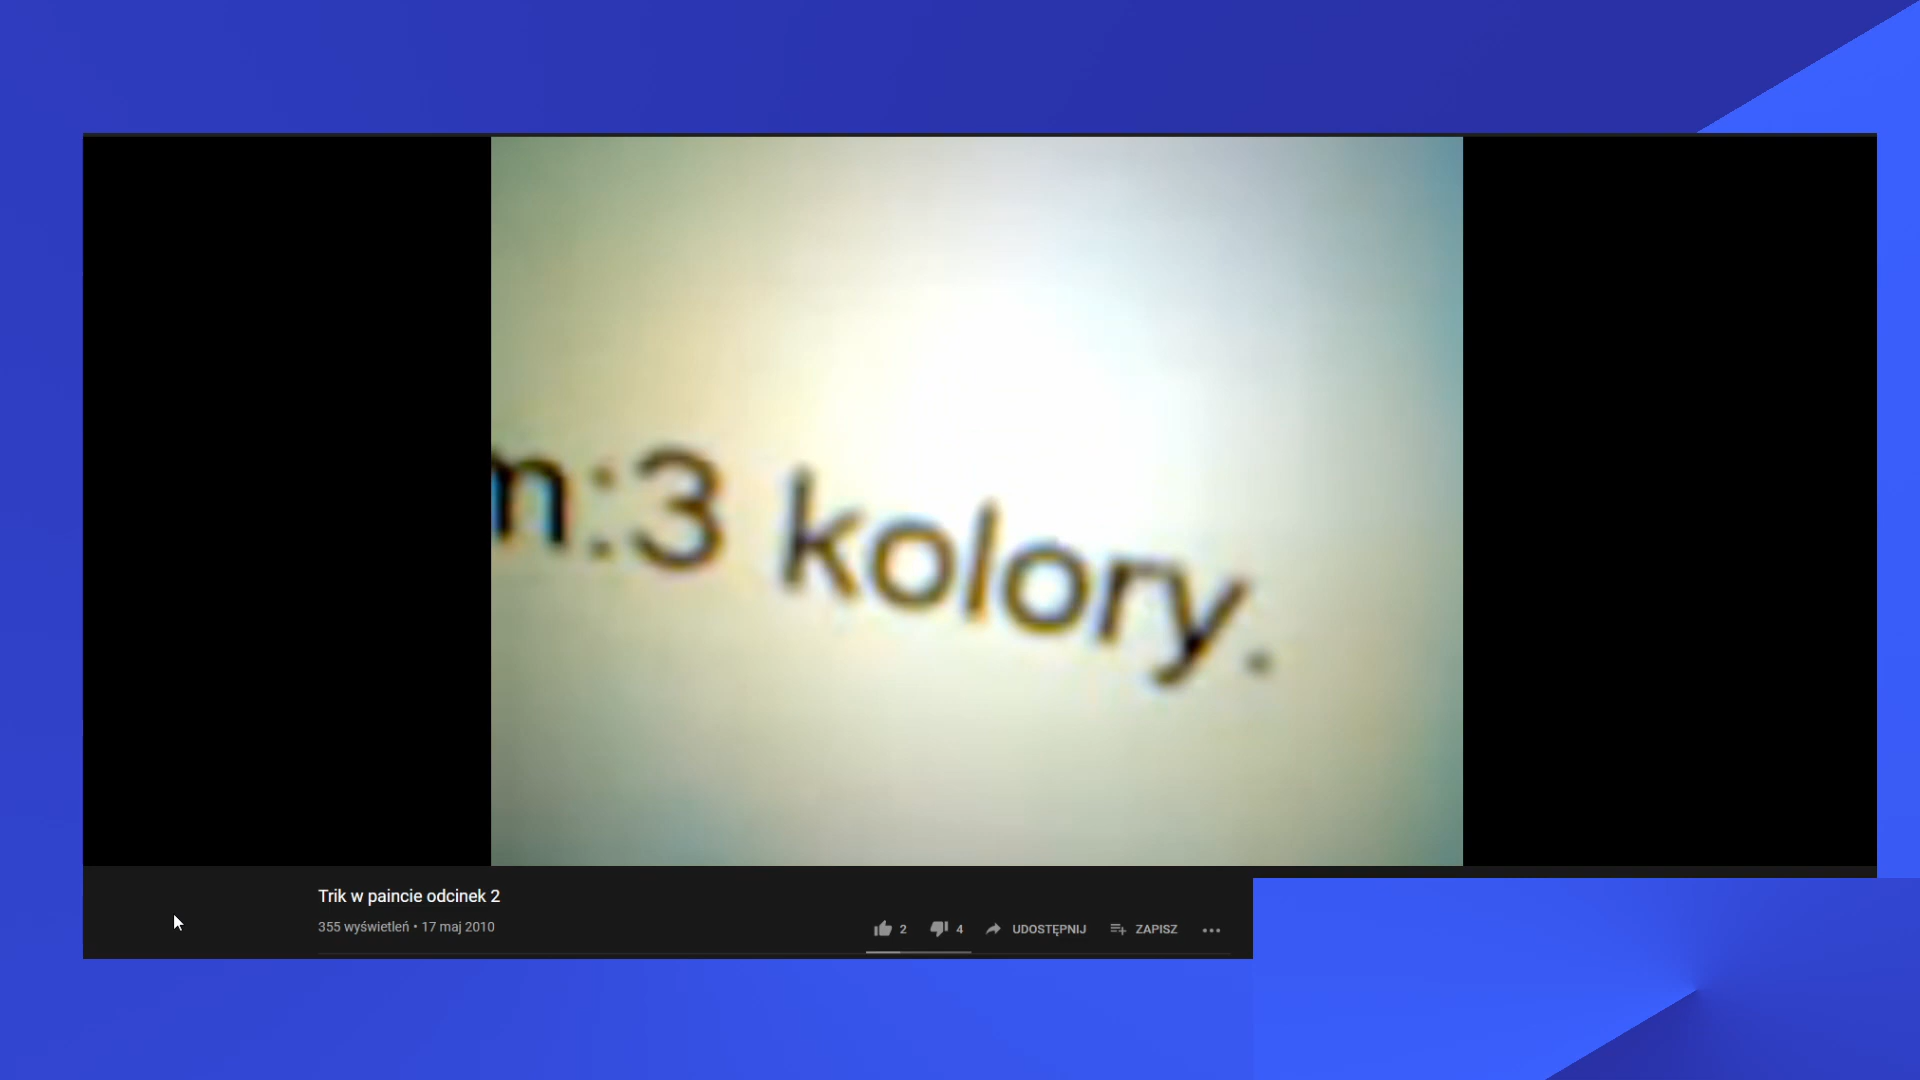 n:3 kolory.
Trik w paincie odcinek 2
355 wyświetleń • 17 maj 2010
2 4 UDOSTĘPNIJ ZAPISZ